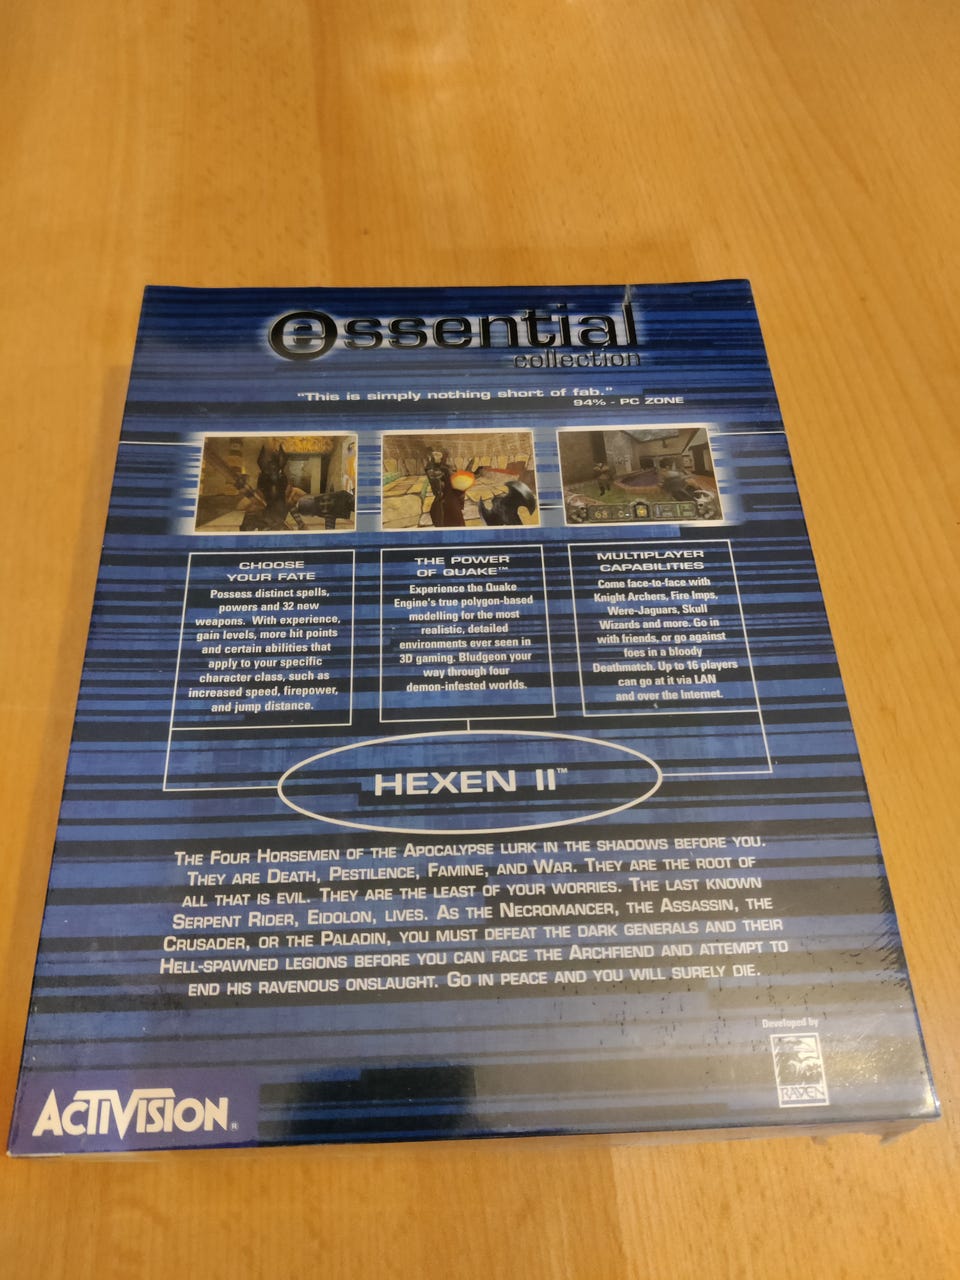 essential
collection
"This is simply nothing short of fab."
94% - PC ZONE
CHOOSE
YOUR FATE
Possess distinct spells,
powers and 32 new
weapons. With experience,
gain levels, more hit points
and certain abilities that
apply to your specific
character class, such as
increased speed, firepower,
and jump distance.
THE POWER
OF QUAKE™
Experience the Quake
Engine's true polygon-based
modelling for the most
realistic, detailed
environments ever seen in
3D gaming. Bludgeon your
way through four
demon-infested worlds.
MULTIPLAYER
CAPABILITIES
Come face-to-face with
Knight Archers, Fire Imps,
Were-Jaguars, Skull
Wizards and more. Go in
with friends, or go against
foes in a bloody
Deathmatch. Up to 16 players
can go at it via LAN
and over the Internet.
HEXEN II™
THE FOUR HORSEMEN OF THE APOCALYPSE LURK IN THE SHADOWS BEFORE YOU.
THEY ARE DEATH, PESTILENCE, FAMINE, AND WAR. THEY ARE THE ROOT OF
ALL THAT IS EVIL. THEY ARE THE LEAST OF YOUR WORRIES. THE LAST KNOWN
SERPENT RIDER, EIDOLON, LIVES. AS THE NECROMANCER, THE ASSASSIN, THE
CRUSADER, OR THE PALADIN, YOU MUST DEFEAT THE DARK GENERALS AND THEIR
HELL-SPAWNED LEGIONS BEFORE YOU CAN FACE THE ARCHFIEND AND ATTEMPT TO
END HIS RAVENOUS ONSLAUGHT. GO IN PEACE AND YOU WILL SURELY DIE.
Developed by
RAVEN
ACTIVISION®